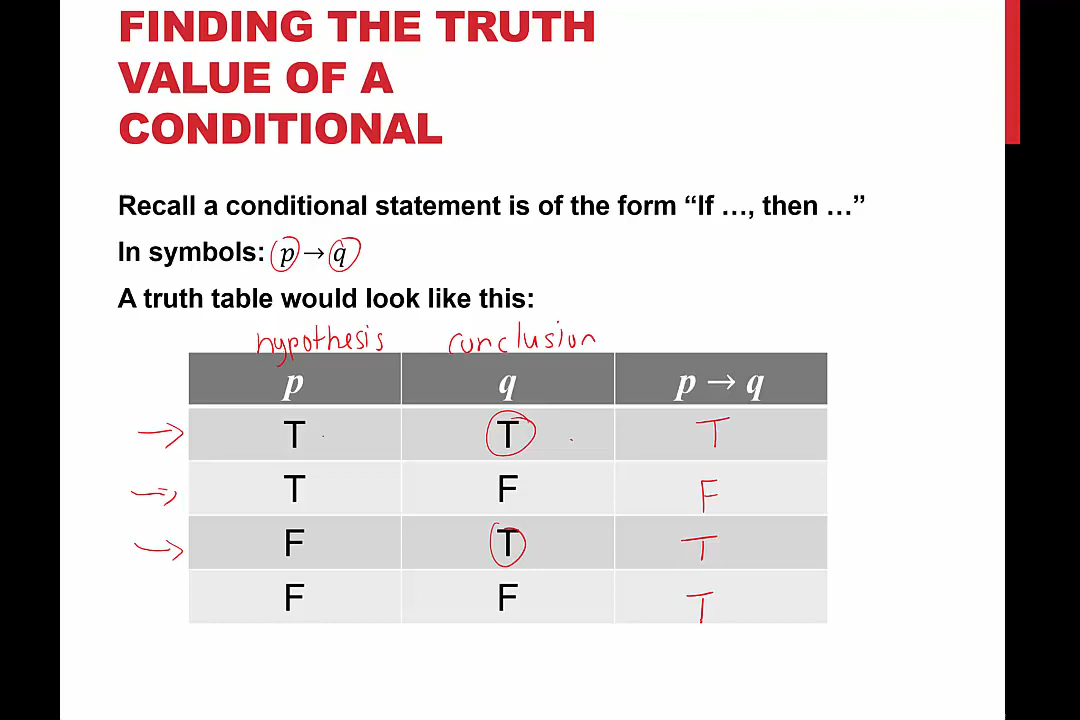 FINDING THE TRUTH
VALUE OF A
CONDITIONAL
Recall a conditional statement is of the form “If …, then …”
In symbols: p → q
A truth table would look like this:
hypothesis conclusion
p q p → q
T T T
T F F
F T T
F F T